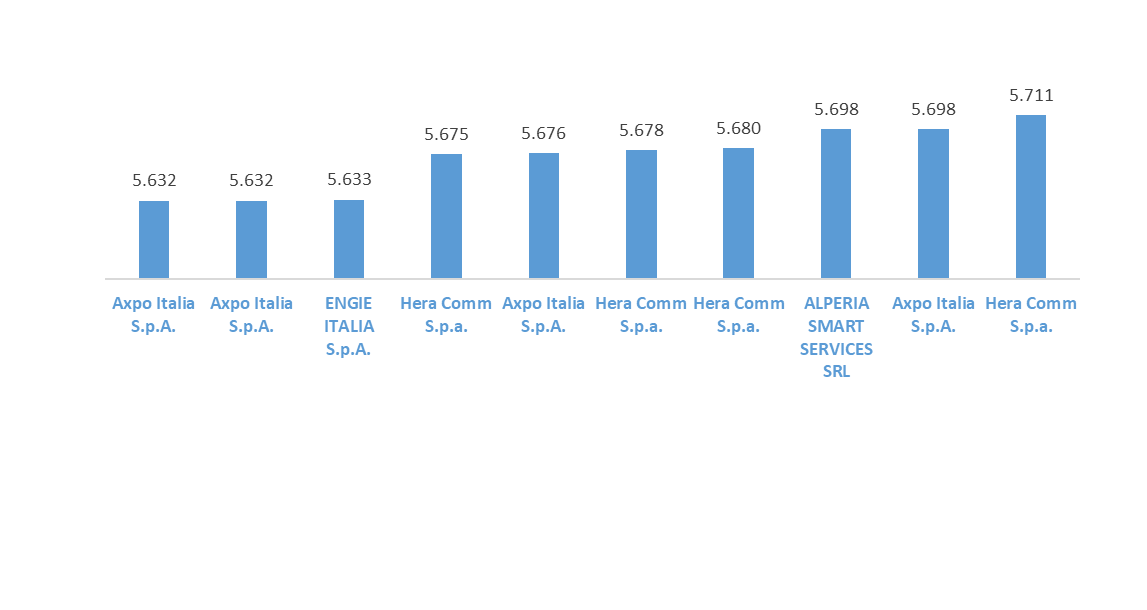 5.632
5.632
5.633
5.675
5.676
5.678
5.680
5.698
5.698
5.711
Axpo Italia
S.p.A.
Axpo Italia
S.p.A.
ENGIE
ITALIA
S.p.A.
Hera Comm
S.p.a.
Axpo Italia
S.p.A.
Hera Comm
S.p.a.
Hera Comm
S.p.a.
ALPERIA
SMART
SERVICES
SRL
Axpo Italia
S.p.A.
Hera Comm
S.p.a.